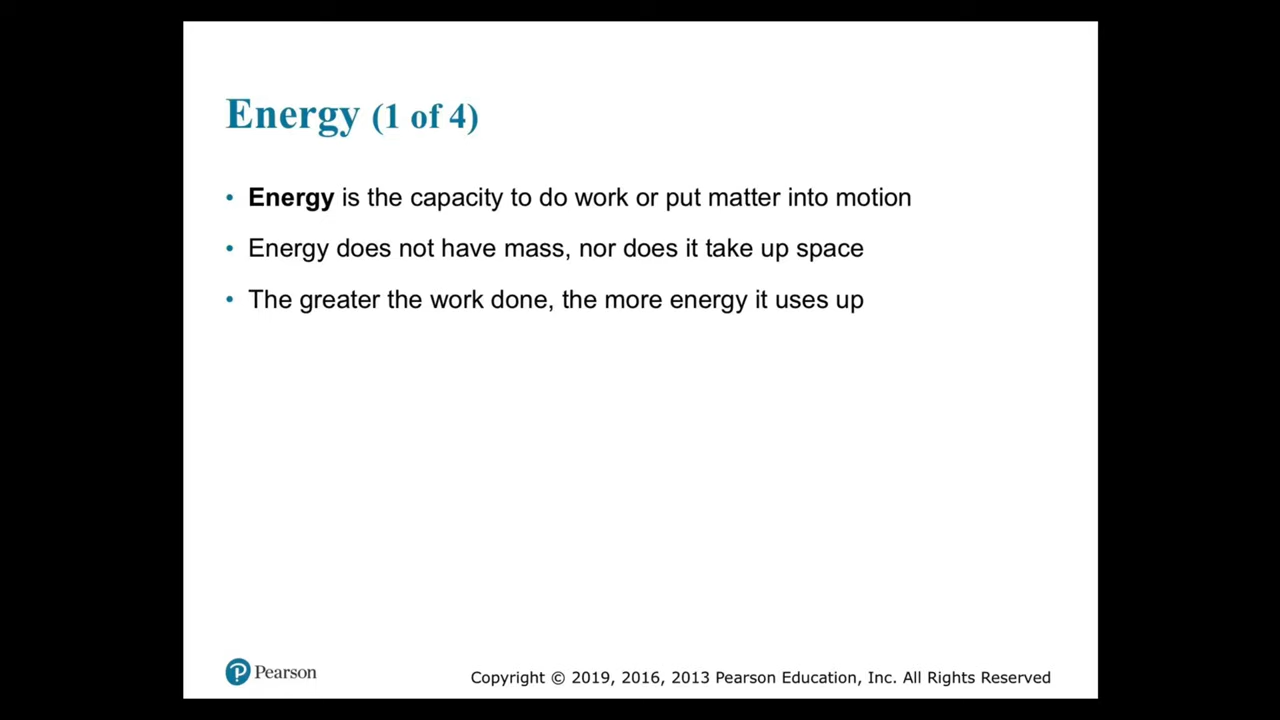 Energy (1 of 4)
• Energy is the capacity to do work or put matter into motion
• Energy does not have mass, nor does it take up space
• The greater the work done, the more energy it uses up
Pearson
Copyright © 2019, 2016, 2013 Pearson Education, Inc. All Rights Reserved